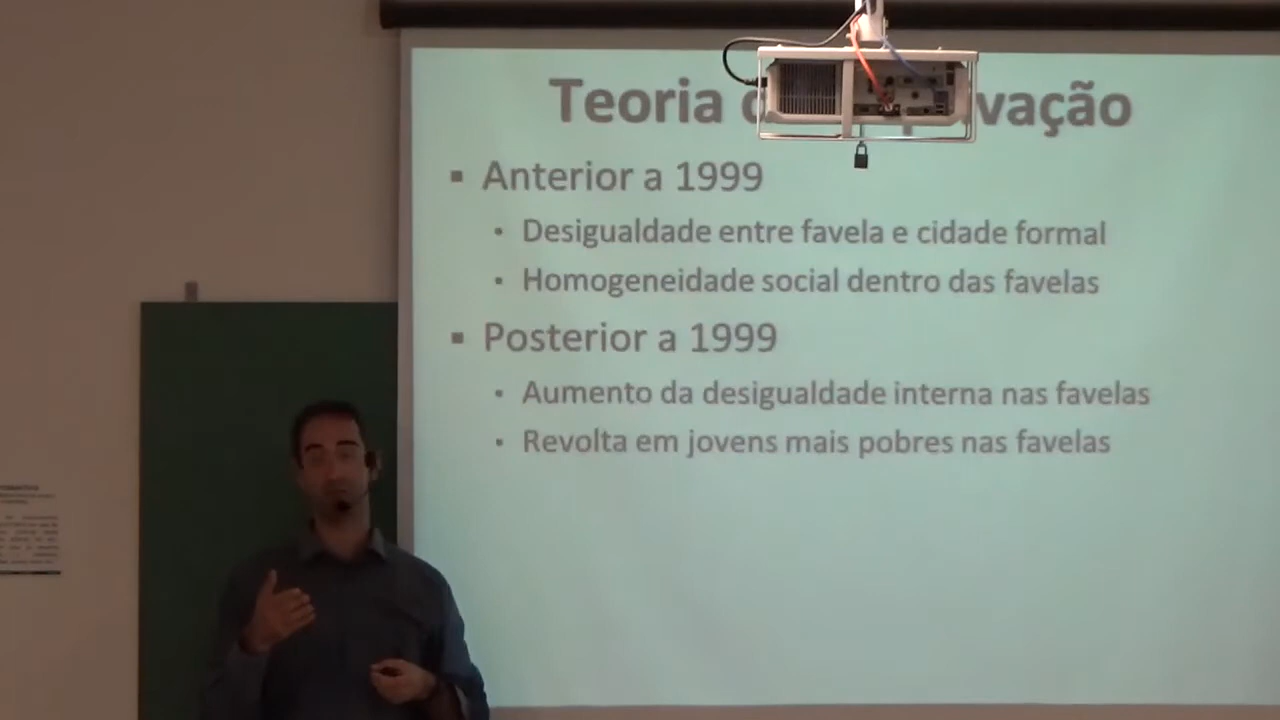 Teoria vação
Anterior a 1999
Desigualdade entre favela e cidade formal
Homogeneidade social dentro das favelas
Posterior a 1999
Aumento da desigualdade interna nas favelas
Revolta em jovens mais pobres nas favelas